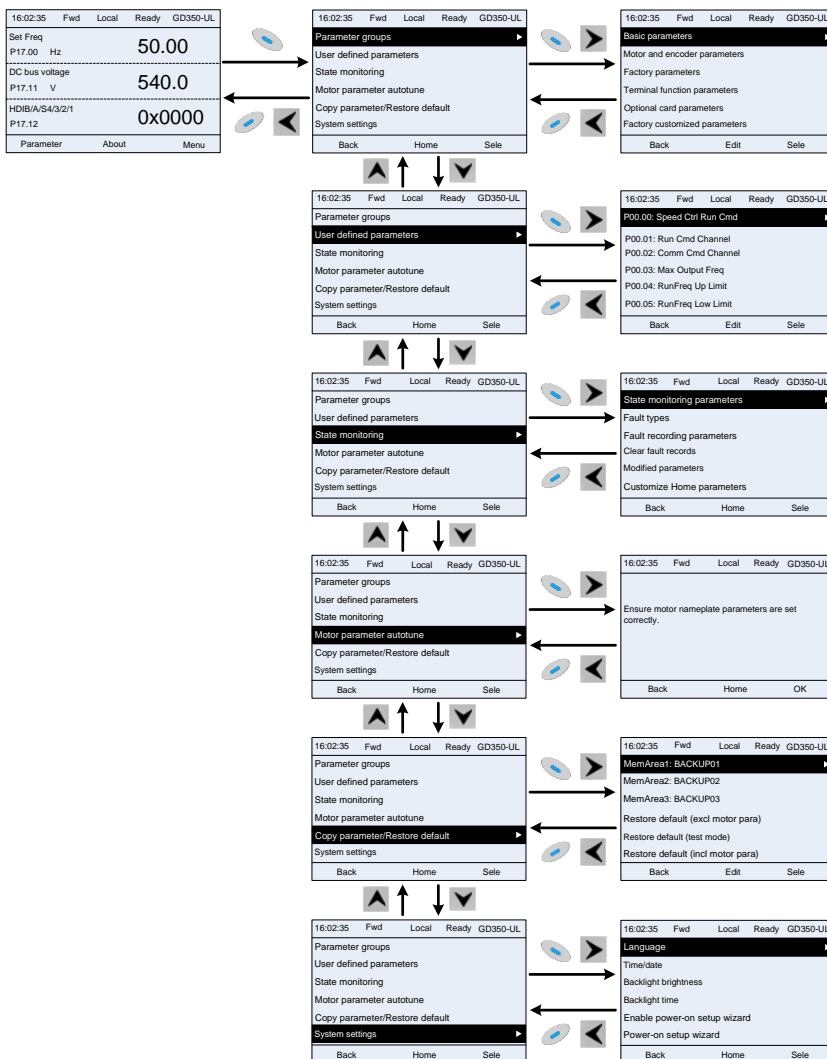 16:02:35 Fwd Local Ready GD350-UL
Set Freq
P17.00 Hz
50.00
DC bus voltage
P17.11 V
540.0
HDIB/A/S4/3/2/1
P17.12
0x0000
Parameter About Menu
16:02:35 Fwd Local Ready GD350-UL
Parameter groups
User defined parameters
State monitoring
Motor parameter autotune
Copy parameter/Restore default
System settings
Back Home Sele
16:02:35 Fwd Local Ready GD350-UL
Basic parameters
Motor and encoder parameters
Factory parameters
Terminal function parameters
Optional card parameters
Factory customized parameters
Back Edit Sele
16:02:35 Fwd Local Ready GD350-UL
Parameter groups
User defined parameters
State monitoring
Motor parameter autotune
Copy parameter/Restore default
System settings
Back Home Sele
16:02:35 Fwd Local Ready GD350-UL
P00.00: Speed Ctrl Run Cmd
P00.01: Run Cmd Channel
P00.02: Comm Cmd Channel
P00.03: Max Output Freq
P00.04: RunFreq Up Limit
P00.05: RunFreq Low Limit
Back Edit Sele
16:02:35 Fwd Local Ready GD350-UL
Parameter groups
User defined parameters
State monitoring
Motor parameter autotune
Copy parameter/Restore default
System settings
Back Home Sele
16:02:35 Fwd Local Ready GD350-UL
State monitoring parameters
Fault types
Fault recording parameters
Clear fault records
Modified parameters
Customize Home parameters
Back Home Sele
16:02:35 Fwd Local Ready GD350-UL
Parameter groups
User defined parameters
State monitoring
Motor parameter autotune
Copy parameter/Restore default
System settings
Back Home Sele
16:02:35 Fwd Local Ready GD350-UL
Ensure motor nameplate parameters are set
correctly.
Back Home OK
16:02:35 Fwd Local Ready GD350-UL
Parameter groups
User defined parameters
State monitoring
Motor parameter autotune
Copy parameter/Restore default
System settings
Back Home Sele
16:02:35 Fwd Local Ready GD350-UL
MemArea1: BACKUP01
MemArea2: BACKUP02
MemArea3: BACKUP03
Restore default (excl motor para)
Restore default (test mode)
Restore default (incl motor para)
Back Edit Sele
16:02:35 Fwd Local Ready GD350-UL
Parameter groups
User defined parameters
State monitoring
Motor parameter autotune
Copy parameter/Restore default
System settings
Back Home Sele
16:02:35 Fwd Local Ready GD350-UL
Language
Time/date
Backlight brightness
Backlight time
Enable power-on setup wizard
Power-on setup wizard
Back Home Sele